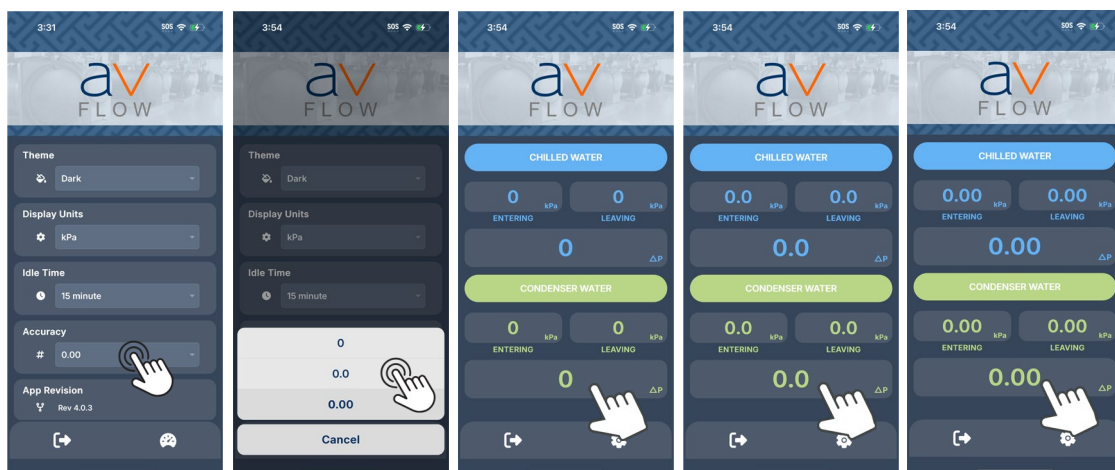 3:31
SOS
av
FLOW
Theme
Dark
Display Units
kPa
Idle Time
15 minute
Accuracy
# 0.00
App Revision
Rev 4.0.3
3:54
SOS
av
FLOW
Theme
Dark
Display Units
kPa
Idle Time
15 minute
0
0.0
0.00
Cancel
3:54
SOS
av
FLOW
CHILLED WATER
0 kPa 0 kPa
ENTERING LEAVING
0 △P
CONDENSER WATER
0 kPa 0 kPa
ENTERING LEAVING
0 △P
3:54
SOS
av
FLOW
CHILLED WATER
0.0 kPa 0.0 kPa
ENTERING LEAVING
0.0 △P
CONDENSER WATER
0.0 kPa 0.0 kPa
ENTERING LEAVING
0.0 △P
3:54
SOS
av
FLOW
CHILLED WATER
0.00 kPa 0.00 kPa
ENTERING LEAVING
0.00 △P
CONDENSER WATER
0.00 kPa 0.00 kPa
ENTERING LEAVING
0.00 △P